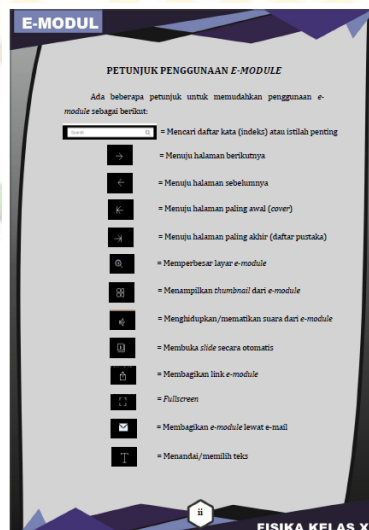 E-MODUL
PETUNJUK PENGGUNAAN E-MODULE
Ada beberapa petunjuk untuk memudahkan penggunaan e-
module sebagai berikut:
Search = Mencari daftar kata (indeks) atau istilah penting
= Menuju halaman berikutnya
= Menuju halaman sebelumnya
= Menuju halaman paling awal (cover)
= Menuju halaman paling akhir (daftar pustaka)
= Memperbesar layar e-module
= Menampilkan thumbnail dari e-module
= Menghidupkan/mematikan suara dari e-module
= Membuka slide secara otomatis
= Membagikan link e-module
= Fullscreen
= Membagikan e-module lewat e-mail
T = Menandai/memilih teks
ii
FISIKA KELAS X